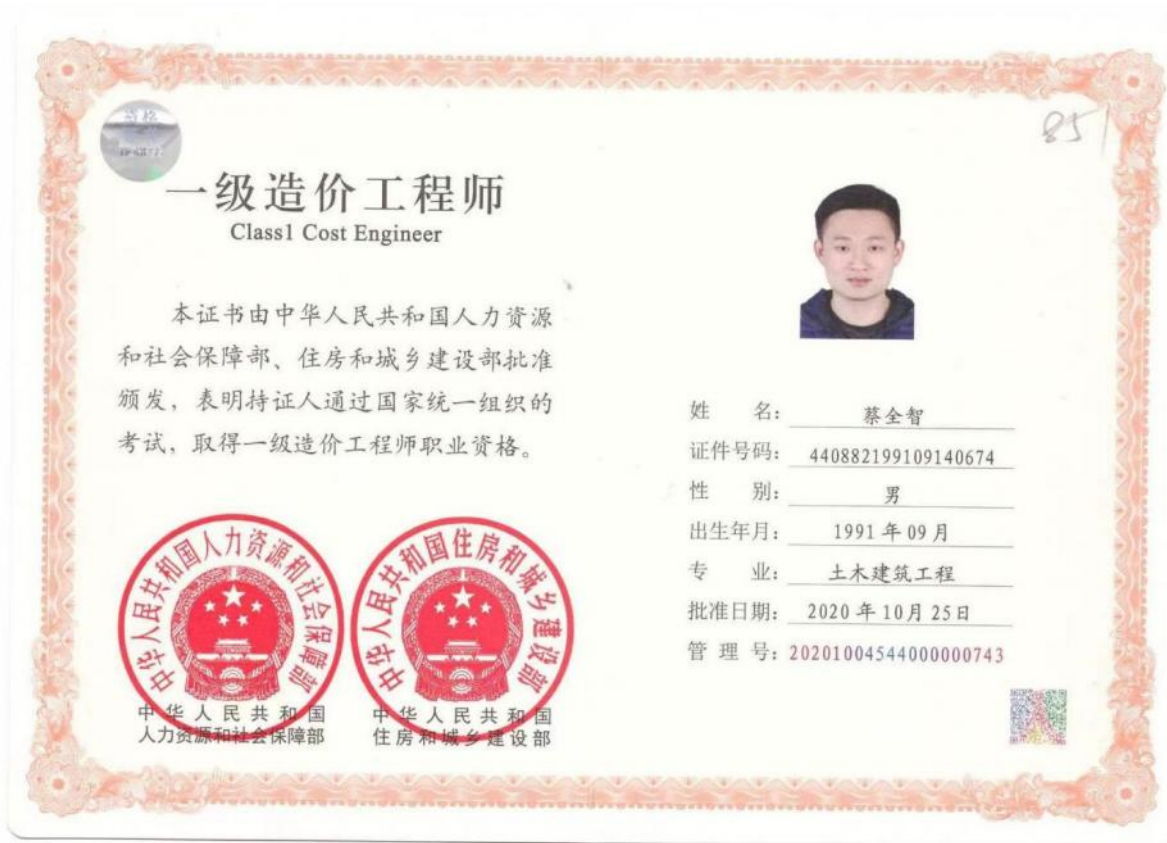 851
一级造价工程师
Class1 Cost Engineer
本证书由中华人民共和国人力资源
和社会保障部、住房和城乡建设部批准
颁发，表明持证人通过国家统一组织的
考试，取得一级造价工程师职业资格。
姓 名： 蔡全智
证件号码： 440882199109140674
性 别： 男
出生年月： 1991 年 09 月
专 业： 土木建筑工程
批准日期： 2020 年 10 月 25 日
管 理 号：20201004544000000743
中华人民共和国人力资源和社会保障部
中华人民共和国住房和城乡建设部
中华人民共和国
人力资源和社会保障部
中华人民共和国
住房和城乡建设部